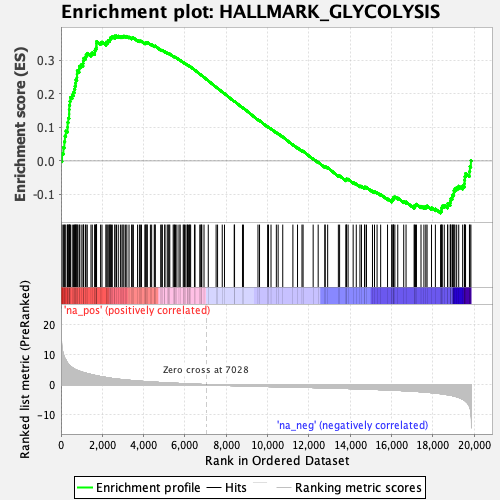 Enrichment plot: HALLMARK_GLYCOLYSIS
Enrichment score (ES)
0.3
0.2
0.1
0.0
-0.1
'na_pos' (positively correlated)
Ranked list metric (PreRanked)
20
10
0
-10
Zero cross at 7028
'na_neg' (negatively correlated)
0 2,000 4,000 6,000 8,000 10,000 12,000 14,000 16,000 18,000 20,000
Rank in Ordered Dataset
Enrichment profile Hits Ranking metric scores